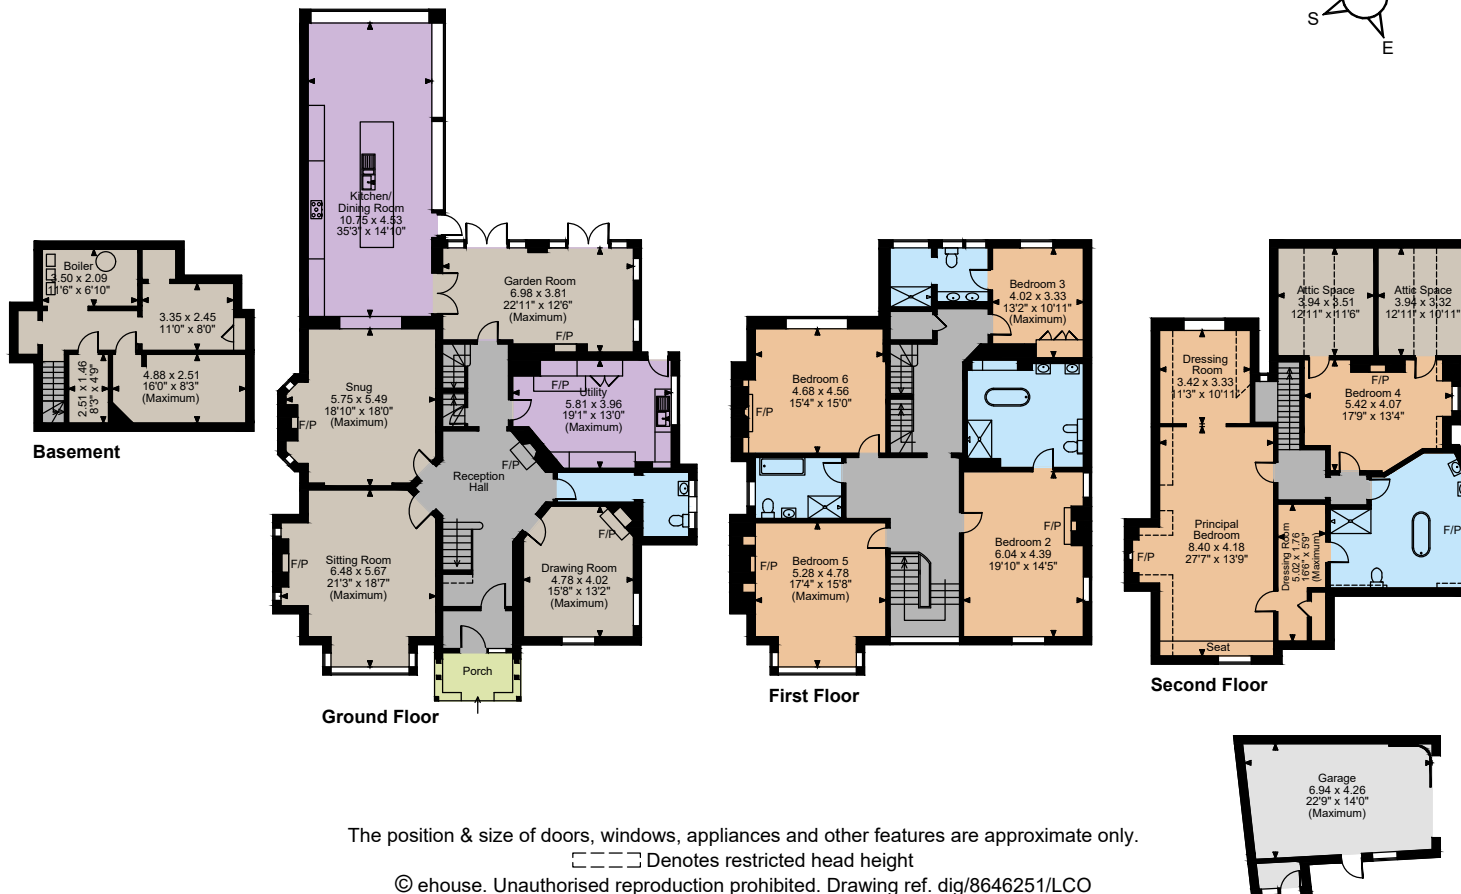 S
E
Kitchen/
Dining Room
10.75 x 4.53
35'3" x 14'10"
Boiler
3.50 x 2.09
11'6" x 6'10"
3.35 x 2.45
11'0" x 8'0"
2.51 x 1.46
8'3" x 4'9"
4.88 x 2.51
16'0" x 8'3"
(Maximum)
Basement
Garden Room
6.98 x 3.81
22'11" x 12'6"
(Maximum)
F/P
Snug
5.75 x 5.49
18'10" x 18'0"
(Maximum)
F/P
F/P
Utility
5.81 x 3.96
19'1" x 13'0"
(Maximum)
Reception
Hall
F/P
Sitting Room
6.48 x 5.67
21'3" x 18'7"
(Maximum)
F/P
Drawing Room
4.78 x 4.02
15'8" x 13'2"
(Maximum)
F/P
Porch
Ground Floor
Bedroom 3
4.02 x 3.33
13'2" x 10'11"
(Maximum)
Bedroom 6
4.68 x 4.56
15'4" x 15'0"
F/P
Bedroom 5
5.28 x 4.78
17'4" x 15'8"
(Maximum)
F/P
Bedroom 2
6.04 x 4.39
19'10" x 14'5"
F/P
First Floor
Attic Space
3.94 x 3.51
12'11" x 11'6"
Attic Space
3.94 x 3.32
12'11" x 10'11"
Dressing
Room
3.42 x 3.33
11'3" x 10'11"
F/P
Bedroom 4
5.42 x 4.07
17'9" x 13'4"
Principal
Bedroom
8.40 x 4.18
27'7" x 13'9"
F/P
Dressing Room
5.02 x 1.76
16'6" x 5'9"
(Maximum)
F/P
Seat
Second Floor
Garage
6.94 x 4.26
22'9" x 14'0"
(Maximum)
The position & size of doors, windows, appliances and other features are approximate only.
Denotes restricted head height
© ehouse. Unauthorised reproduction prohibited. Drawing ref. dig/8646251/LCO